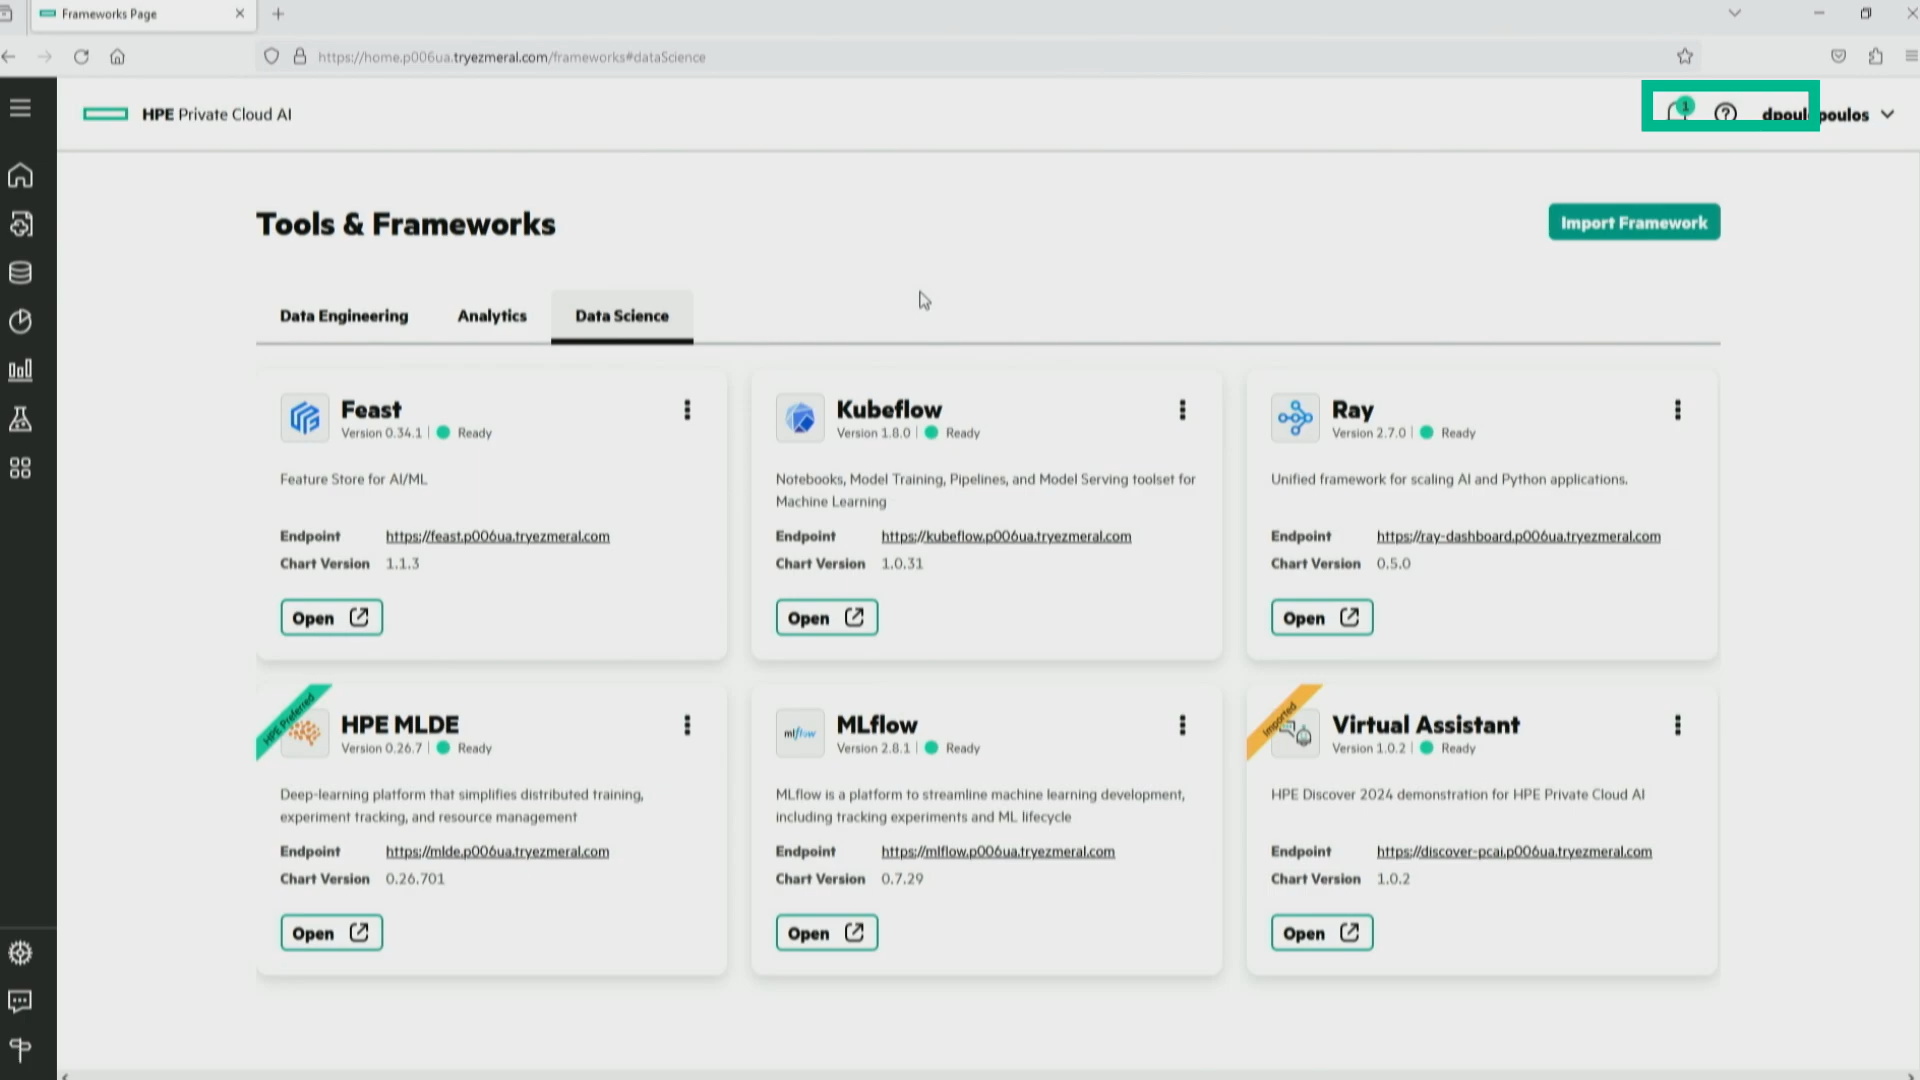 Frameworks Page
https://home.p006ua.tryezmeral.com/frameworks#dataScience
HPE Private Cloud AI
1
dpoulopoulos
Tools & Frameworks
Import Framework
Data Engineering
Analytics
Data Science
Feast
Version 0.34.1 | Ready
Feature Store for AI/ML
Endpoint https://feast.p006ua.tryezmeral.com
Chart Version 1.1.3
Open
Kubeflow
Version 1.8.0 | Ready
Notebooks, Model Training, Pipelines, and Model Serving toolset for
Machine Learning
Endpoint https://kubeflow.p006ua.tryezmeral.com
Chart Version 1.0.31
Open
Ray
Version 2.7.0 | Ready
Unified framework for scaling AI and Python applications.
Endpoint https://ray-dashboard.p006ua.tryezmeral.com
Chart Version 0.5.0
Open
HPE Preferred
HPE MLDE
Version 0.26.7 | Ready
Deep-learning platform that simplifies distributed training,
experiment tracking, and resource management
Endpoint https://mlde.p006ua.tryezmeral.com
Chart Version 0.26.701
Open
mlflow
MLflow
Version 2.8.1 | Ready
MLflow is a platform to streamline machine learning development,
including tracking experiments and ML lifecycle
Endpoint https://mlflow.p006ua.tryezmeral.com
Chart Version 0.7.29
Open
Imported
Virtual Assistant
Version 1.0.2 | Ready
HPE Discover 2024 demonstration for HPE Private Cloud AI
Endpoint https://discover-pcai.p006ua.tryezmeral.com
Chart Version 1.0.2
Open